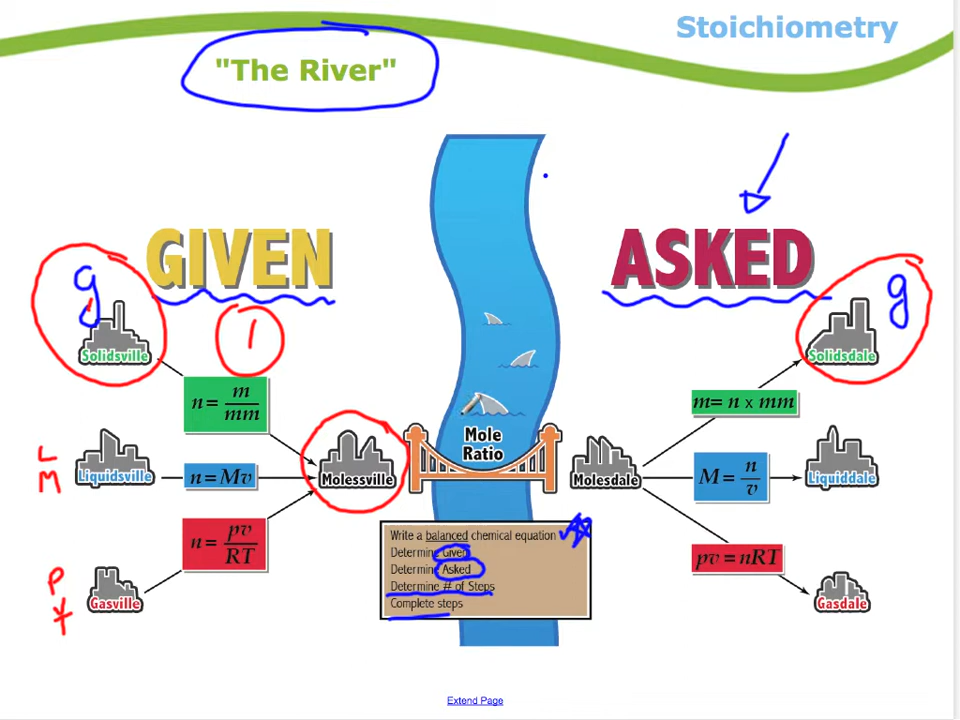 Stoichiometry
"The River"
GIVEN
ASKED
g
g
1
Solidsville
Solidsdale
n = m/mm
m = n x mm
Mole
Ratio
L
M
Liquidsville
n = Mv
Molessville
Molesdale
M = n/v
Liquiddale
Write a balanced chemical equation
Determine Given
Determine Asked
Determine # of Steps
Complete steps
n = pv/RT
pv = nRT
P
Gasville
Gasdale
Extend Page